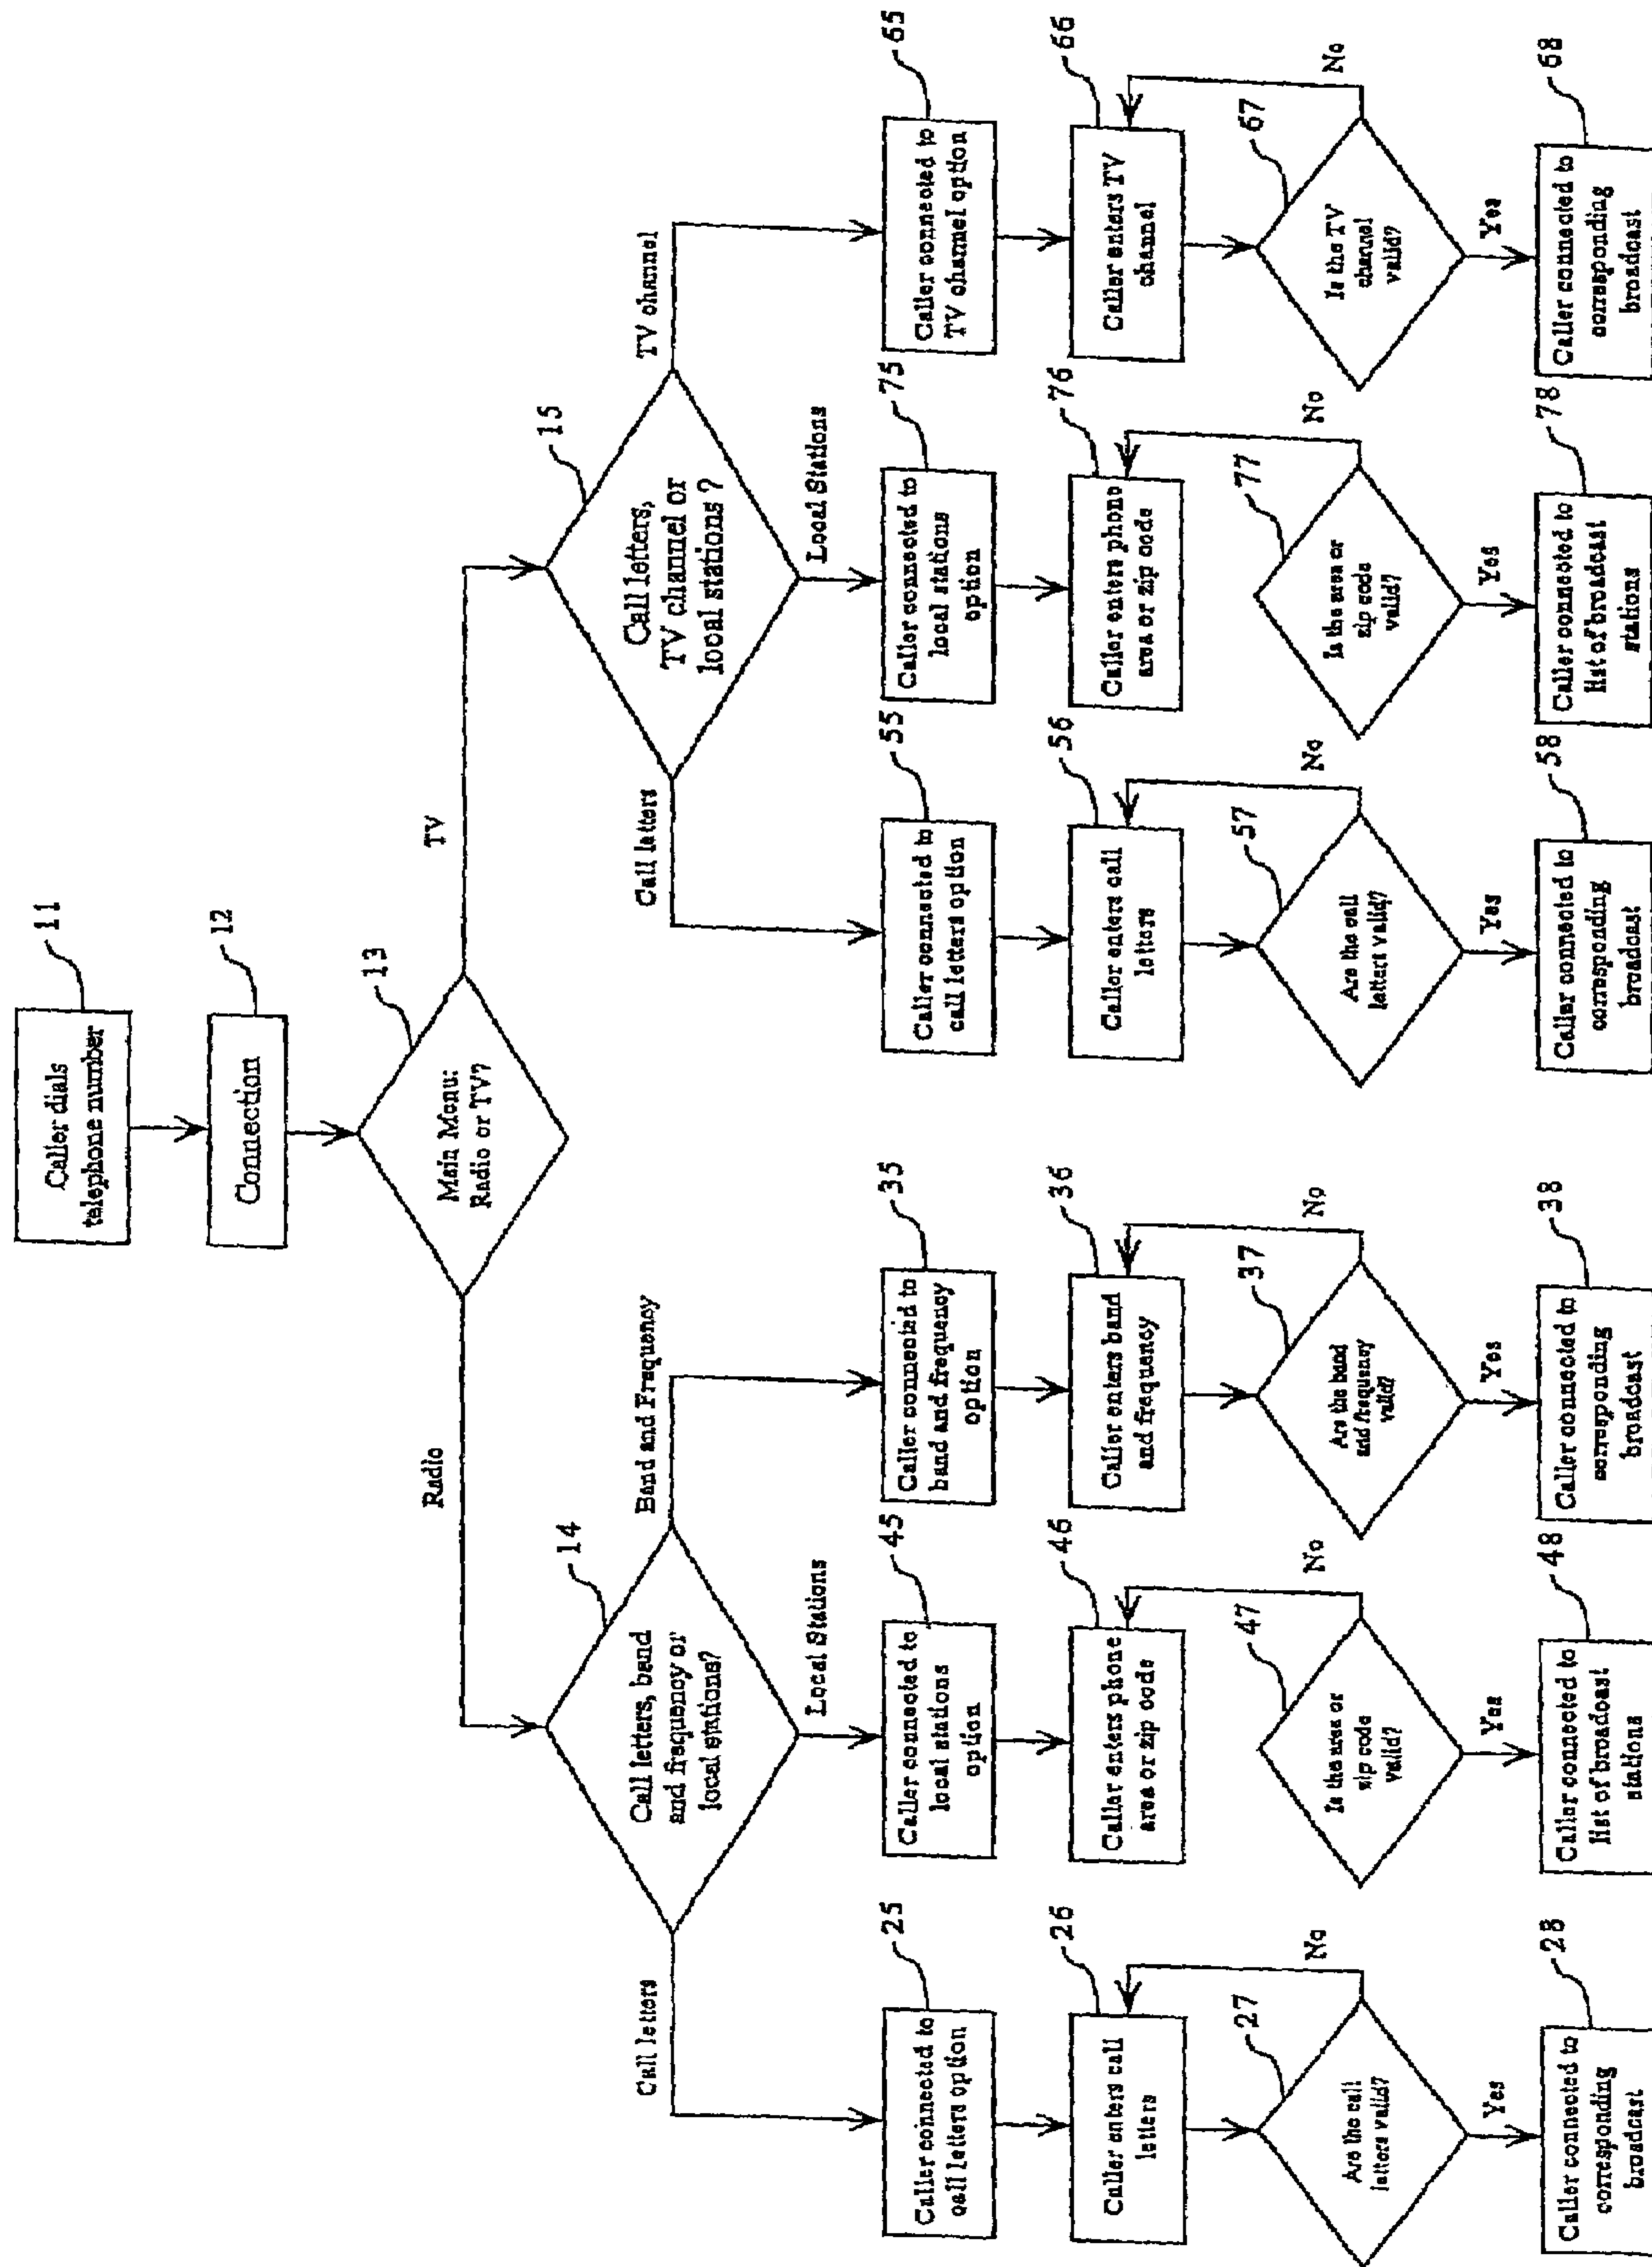 Caller dials
telephone number
11
Connection
12
Main Menu:
Radio or TV?
13
Radio
TV
Call letters, band
and frequency or
local stations?
14
Call letters,
TV channel or
local stations ?
15
Call letters
Local Stations
Band and Frequency
Call letters
Local Stations
TV channel
Caller connected to
call letters option
25
Caller connected to
local stations
option
45
Caller connected to
band and frequency
option
35
Caller connected to
call letters option
55
Caller connected to
local stations
option
75
Caller connected to
TV channel option
65
Caller enters call
letters
26
Caller enters phone
area or zip code
46
Caller enters band
and frequency
36
Caller enters call
letters
56
Caller enters phone
area or zip code
76
Caller enters TV
channel
66
Are the call
letters valid?
27
No
Is the area or
zip code
valid?
47
No
Are the band
and frequency
valid?
37
No
Are the call
letters valid?
57
No
Is the area or
zip code
valid?
77
No
Is the TV
channel
valid?
67
No
Yes
Yes
Yes
Yes
Yes
Yes
Caller connected to
corresponding
broadcast
28
Caller connected to
list of broadcast
stations
48
Caller connected to
corresponding
broadcast
38
Caller connected to
corresponding
broadcast
58
Caller connected to
list of broadcast
stations
78
Caller connected to
corresponding
broadcast
68